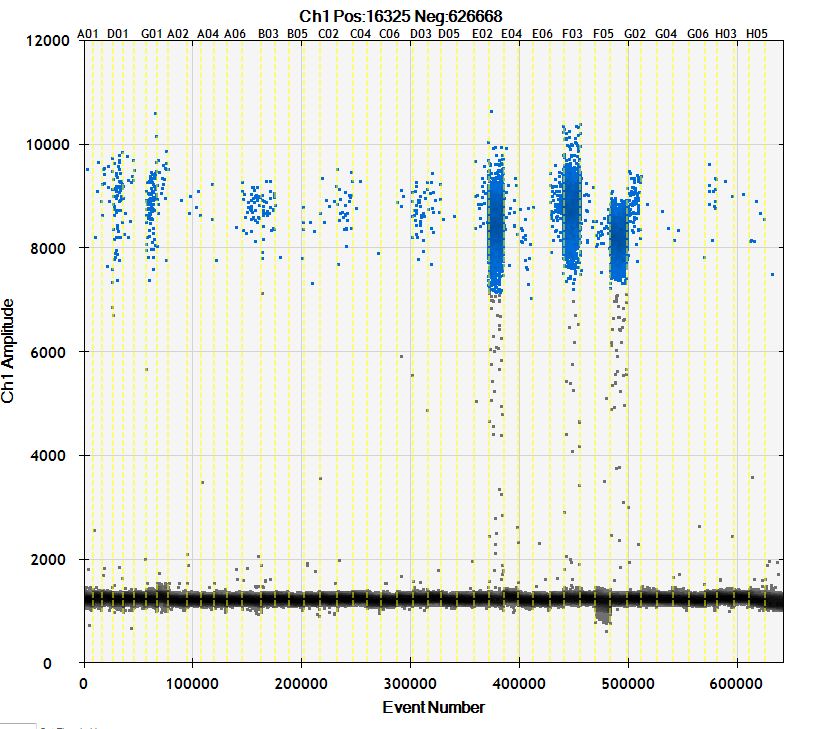 Ch1 Pos:16325 Neg:626668
A01 D01 G01 A02 A04 A06 B03 B05 C02 C04 C06 D03 D05 E02 E04 E06 F03 F05 G02 G04 G06 H03 H05
12000
10000
8000
6000
4000
2000
0
Ch1 Amplitude
0 100000 200000 300000 400000 500000 600000
Event Number